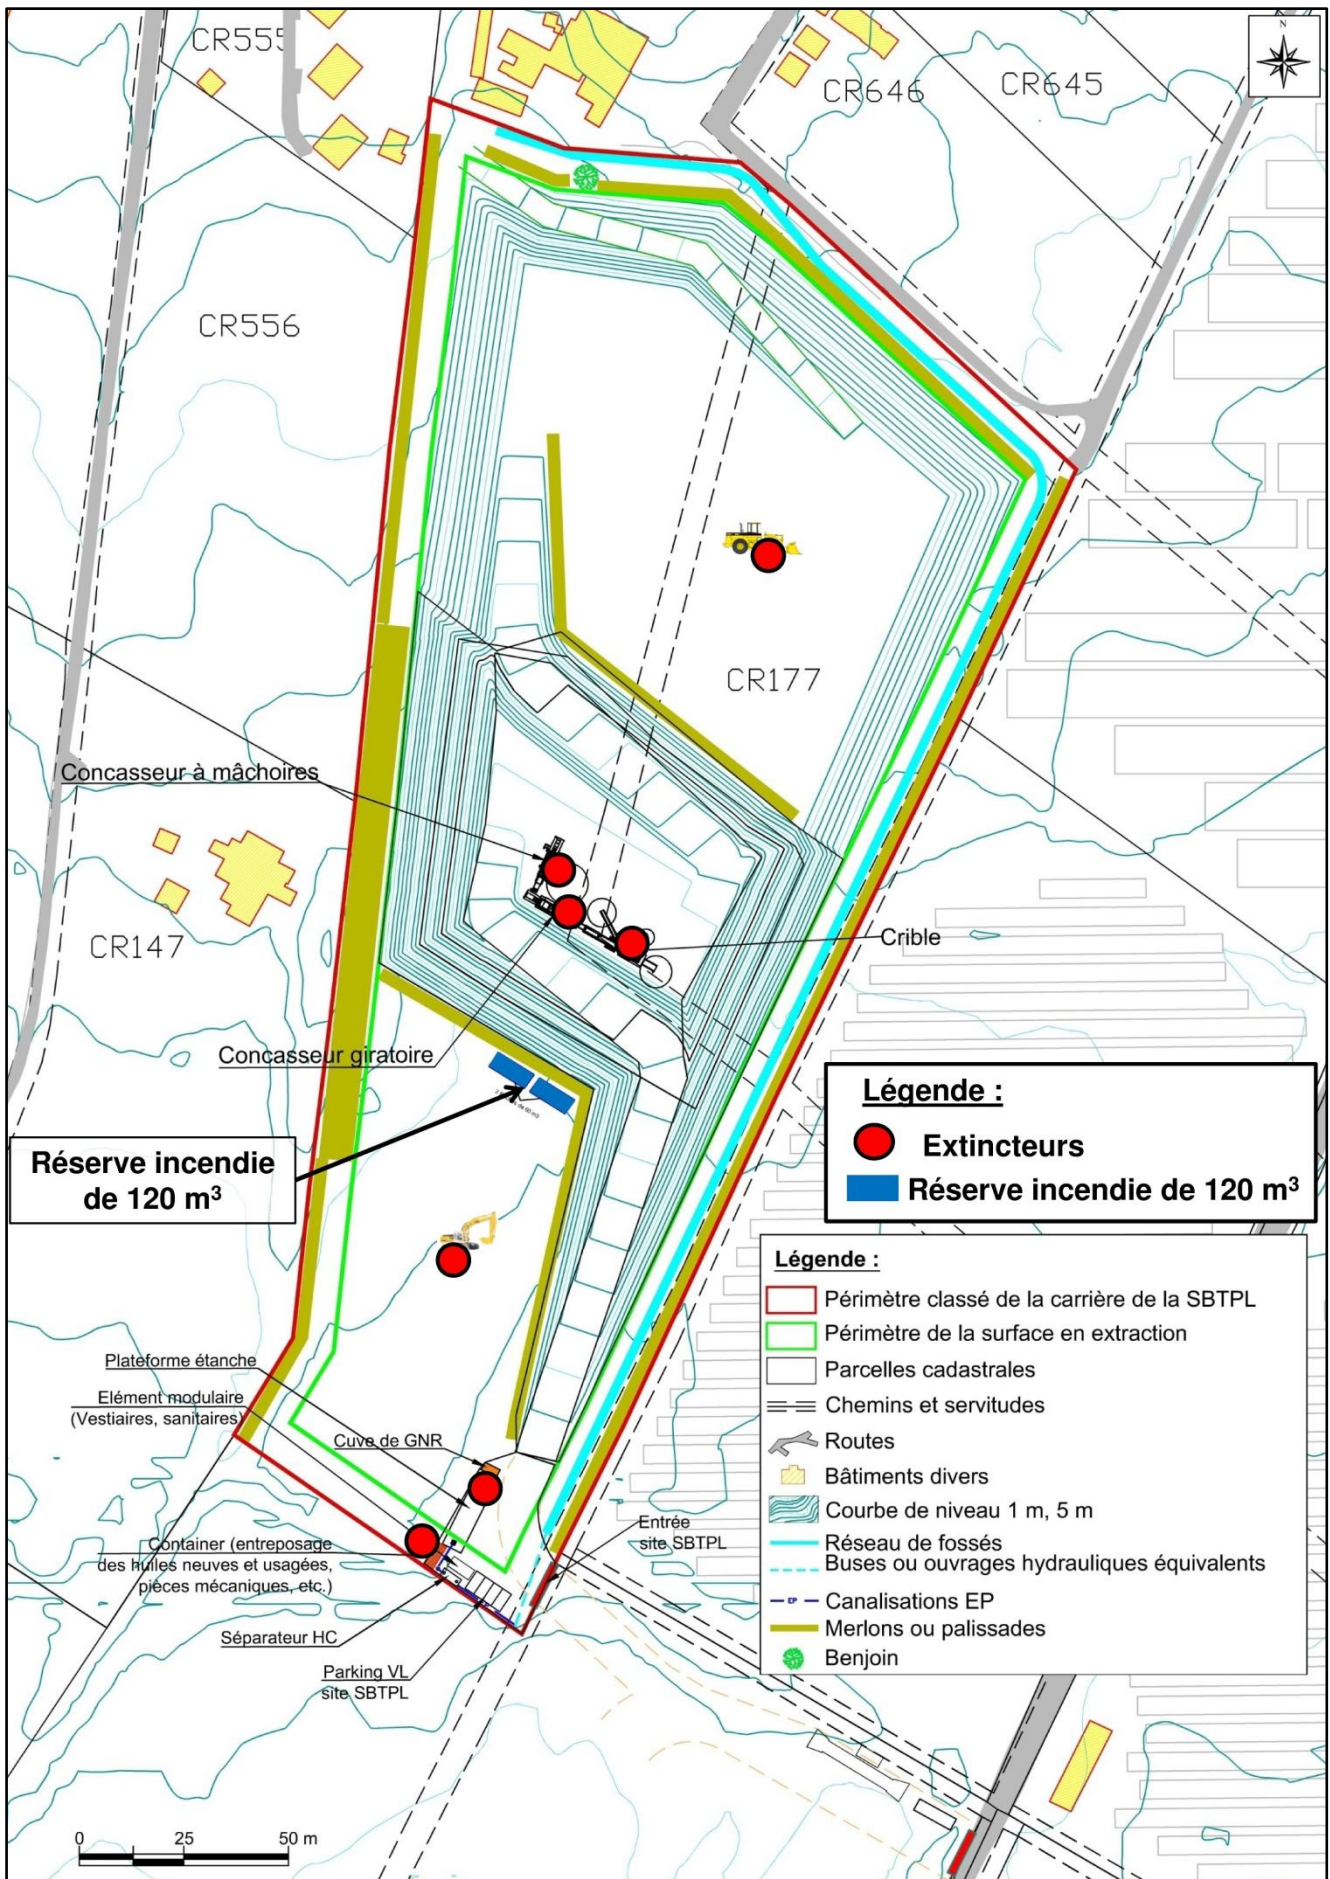 N
CR555
CR646
CR645
CR556
CR177
Concasseur à mâchoires
CR147
Crible
Concasseur giratoire
Réserve incendie
de 120 m³
Légende :
Extincteurs
Réserve incendie de 120 m³
Légende :
Périmètre classé de la carrière de la SBTPL
Périmètre de la surface en extraction
Parcelles cadastrales
Chemins et servitudes
Routes
Bâtiments divers
Courbe de niveau 1 m, 5 m
Réseau de fossés
Buses ou ouvrages hydrauliques équivalents
EP
Canalisations EP
Merlons ou palissades
Benjoin
Plateforme étanche
Elément modulaire
(Vestiaires, sanitaires)
Cuve de GNR
Entrée
site SBTPL
Container (entreposage
des huiles neuves et usagées,
pièces mécaniques, etc.)
Séparateur HC
Parking VL
site SBTPL
0 25 50 m